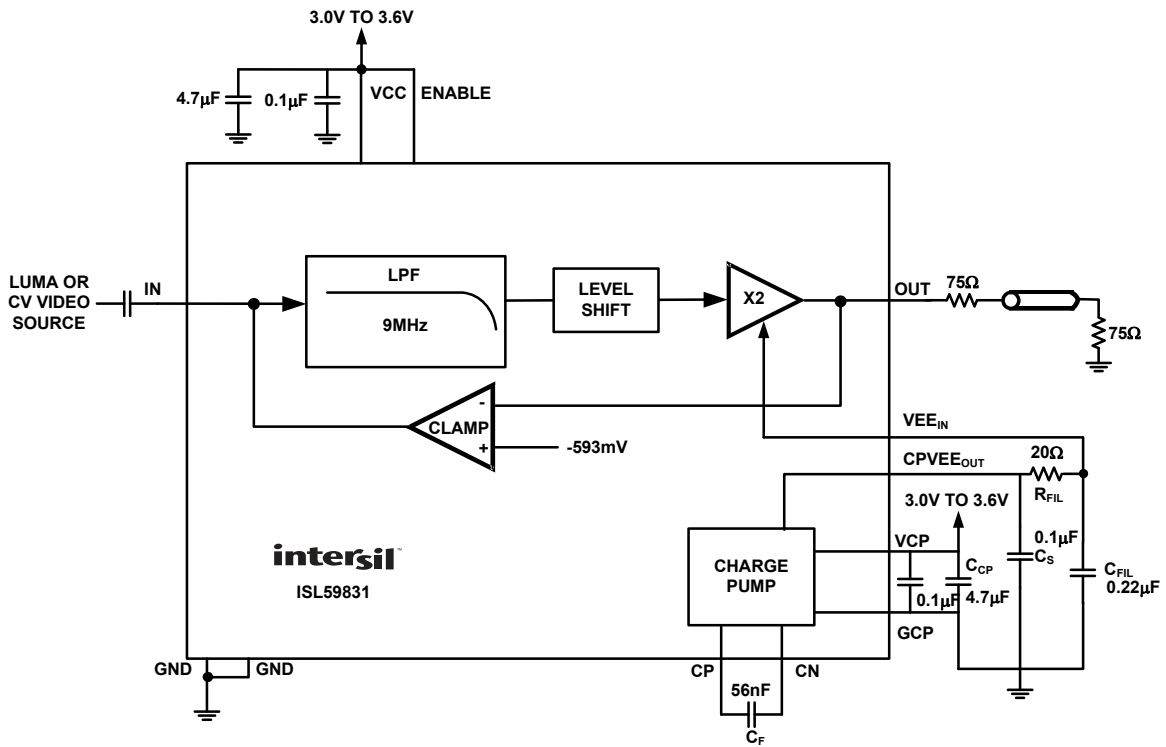 3.0V TO 3.6V
4.7µF
0.1µF
VCC
ENABLE
LUMA OR
CV VIDEO
SOURCE
IN
LPF
9MHz
LEVEL
SHIFT
X2
OUT
75Ω
75Ω
-
CLAMP
+
-593mV
VEEIN
CPVEEOUT
20Ω
RFIL
3.0V TO 3.6V
intersil™
ISL59831
CHARGE
PUMP
VCP
0.1µF
CCP
4.7µF
0.1µF
CS
CFIL
0.22µF
GCP
GND
GND
CP
CN
56nF
CF